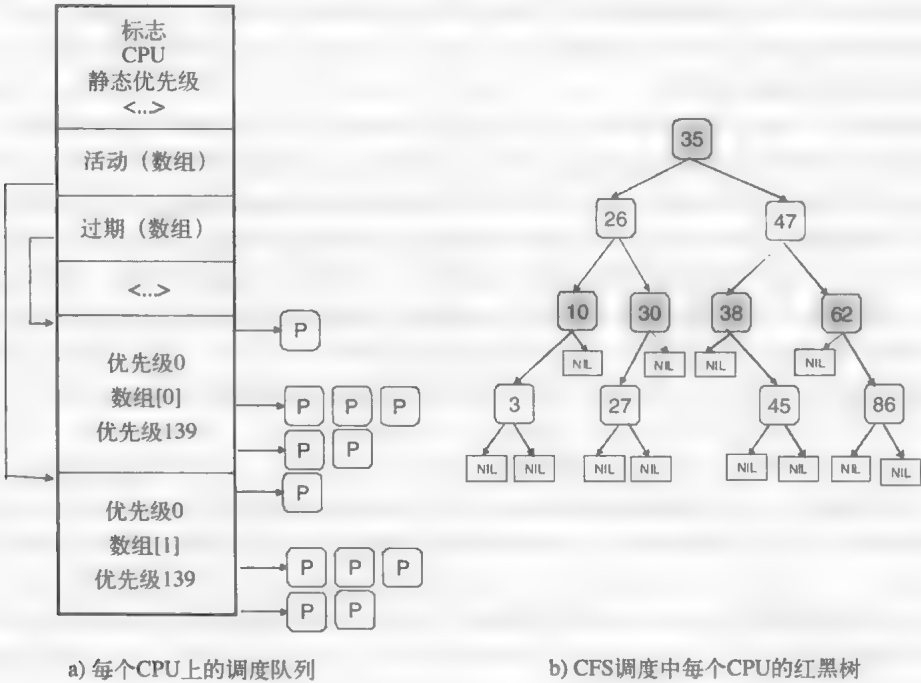 标志
CPU
静态优先级
<...>
活动（数组）
过期（数组）
<...>
优先级0
数组[0]
优先级139
优先级0
数组[1]
优先级139
P
P P P
P P
P
P P P
P P
a) 每个CPU上的调度队列
35
26 47
10 30 38 62
NIL NIL NIL NIL
3 27 45 86
NIL NIL NIL NIL NIL NIL NIL NIL
b) CFS调度中每个CPU的红黑树